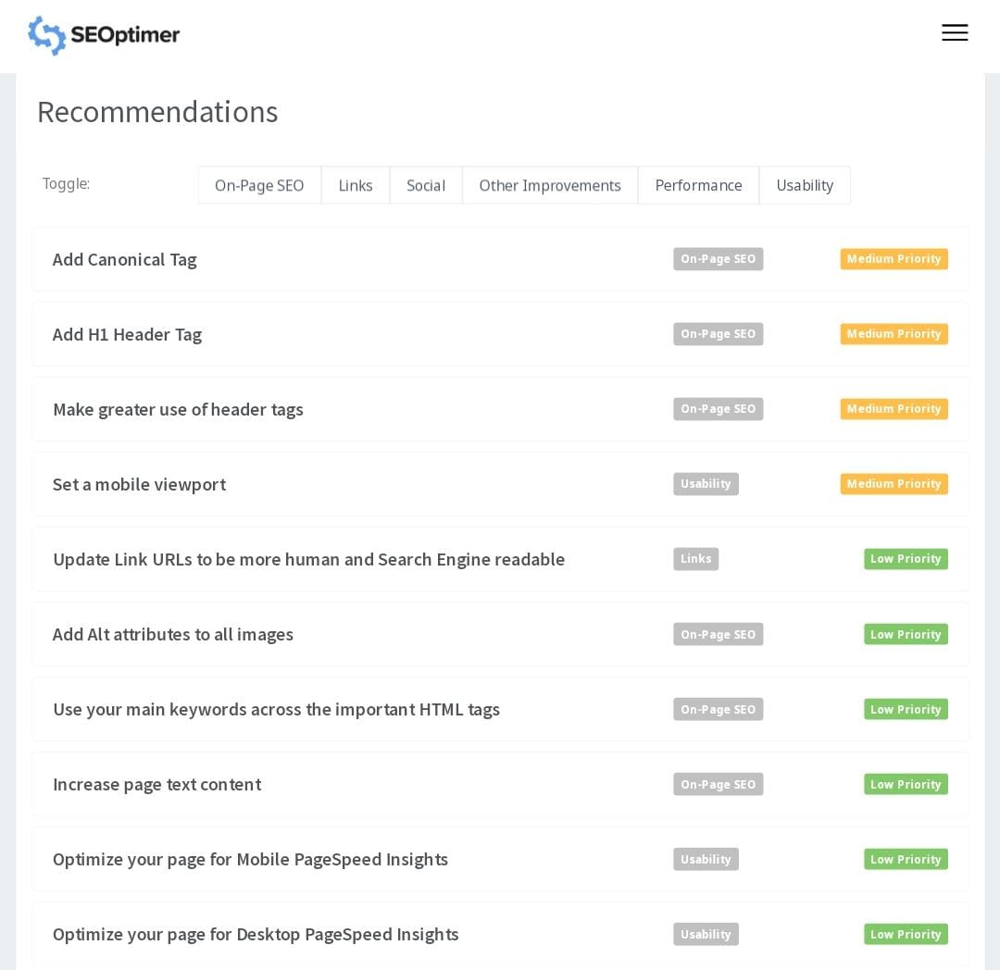 SEOptimer
Recommendations
Toggle: On-Page SEO Links Social Other Improvements Performance Usability
Add Canonical Tag On-Page SEO Medium Priority
Add H1 Header Tag On-Page SEO Medium Priority
Make greater use of header tags On-Page SEO Medium Priority
Set a mobile viewport Usability Medium Priority
Update Link URLs to be more human and Search Engine readable Links Low Priority
Add Alt attributes to all images On-Page SEO Low Priority
Use your main keywords across the important HTML tags On-Page SEO Low Priority
Increase page text content On-Page SEO Low Priority
Optimize your page for Mobile PageSpeed Insights Usability Low Priority
Optimize your page for Desktop PageSpeed Insights Usability Low Priority